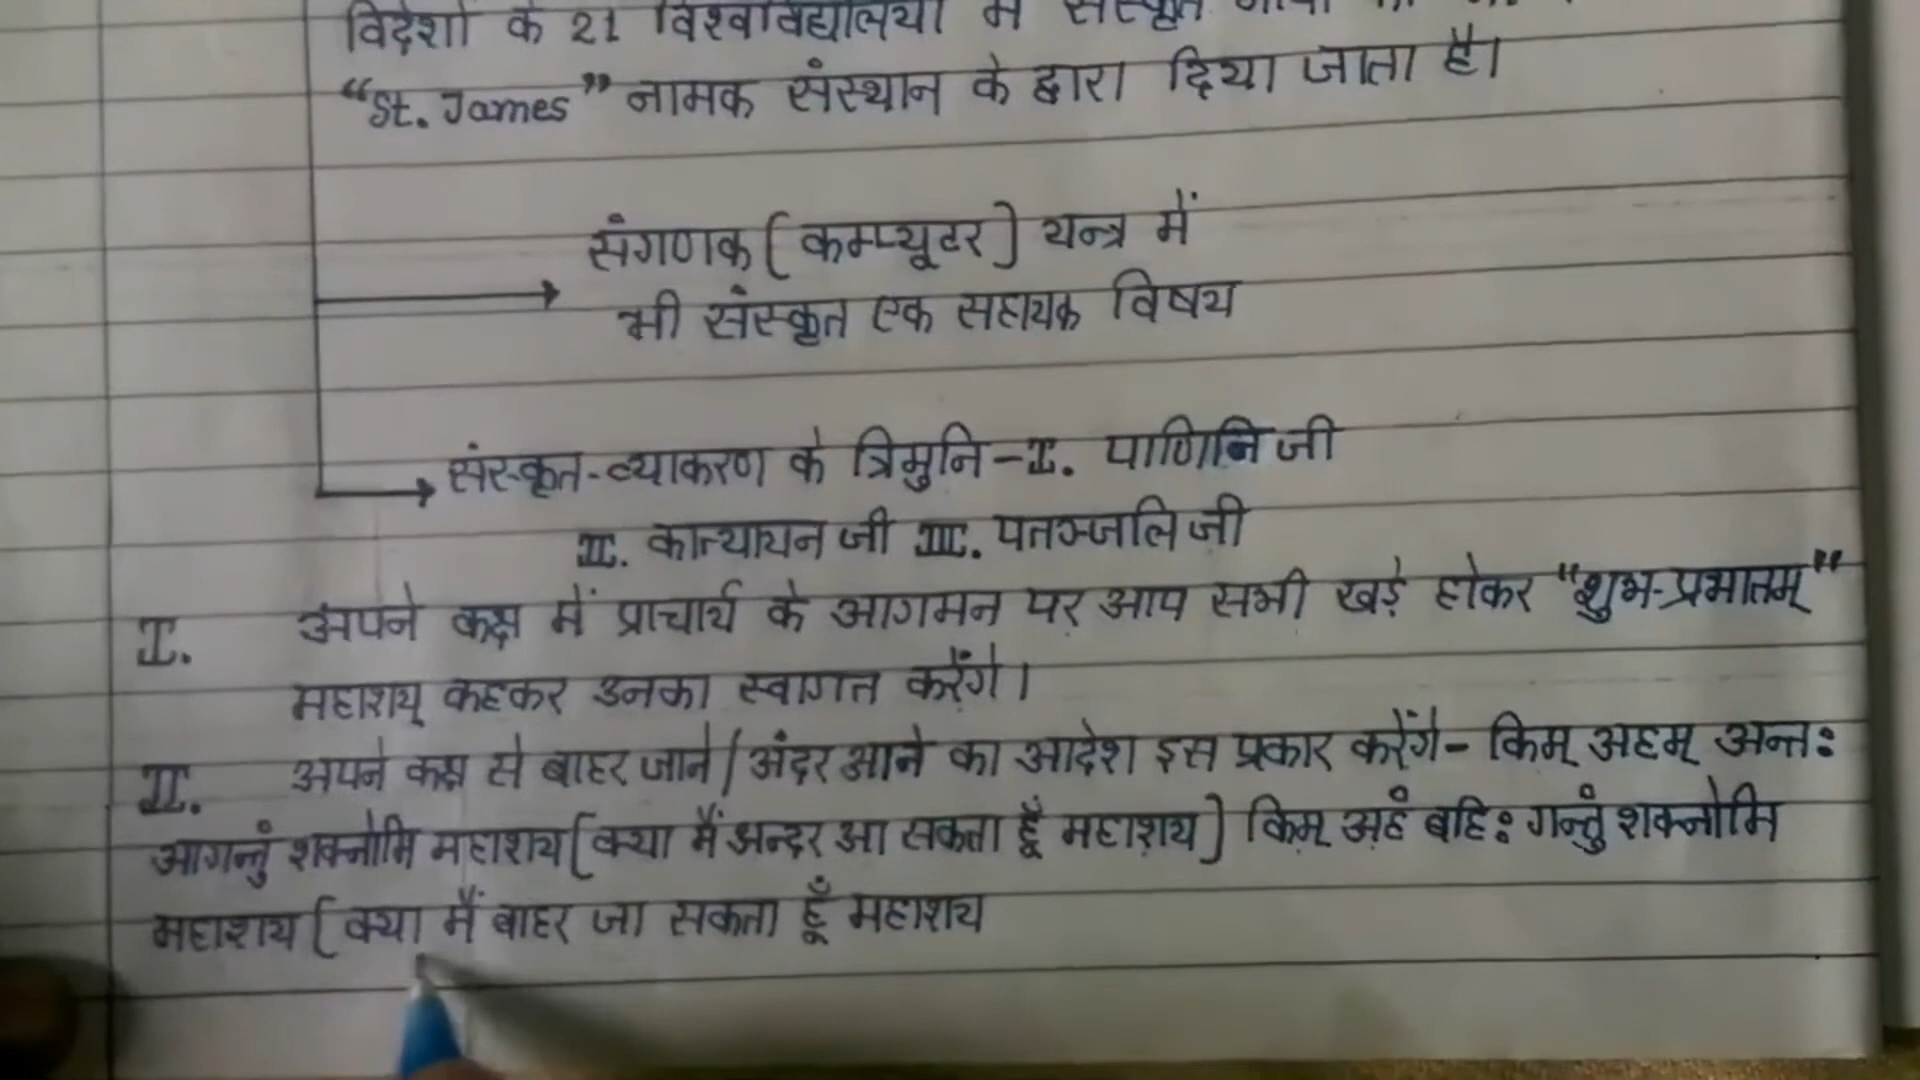 विदेशों के 21 विश्वविद्यालयों में संस्कृत
“St. James” नामक संस्थान के द्वारा दिया जाता है।
संगणक [कम्प्यूटर] यन्त्र में
भी संस्कृत एक सहायक विषय
संस्कृत-व्याकरण के त्रिमुनि-I. पाणिनि जी
II. कात्यायन जी III. पतञ्जलि जी
I. अपने कक्ष में प्राचार्य के आगमन पर आप सभी खड़े होकर “शुभ-प्रभातम्”
महाशय् कहकर उनका स्वागत करेंगे।
II. अपने कक्ष से बाहर जाने/अंदर आने का आदेश इस प्रकार करेंगे- किम् अहम् अन्तः
आगन्तुं शक्नोमि महाशय [क्या मैं अन्दर आ सकता हूँ महाशय] किम् अहं बहिः गन्तुं शक्नोमि
महाशय [क्या मैं बाहर जा सकता हूँ महाशय